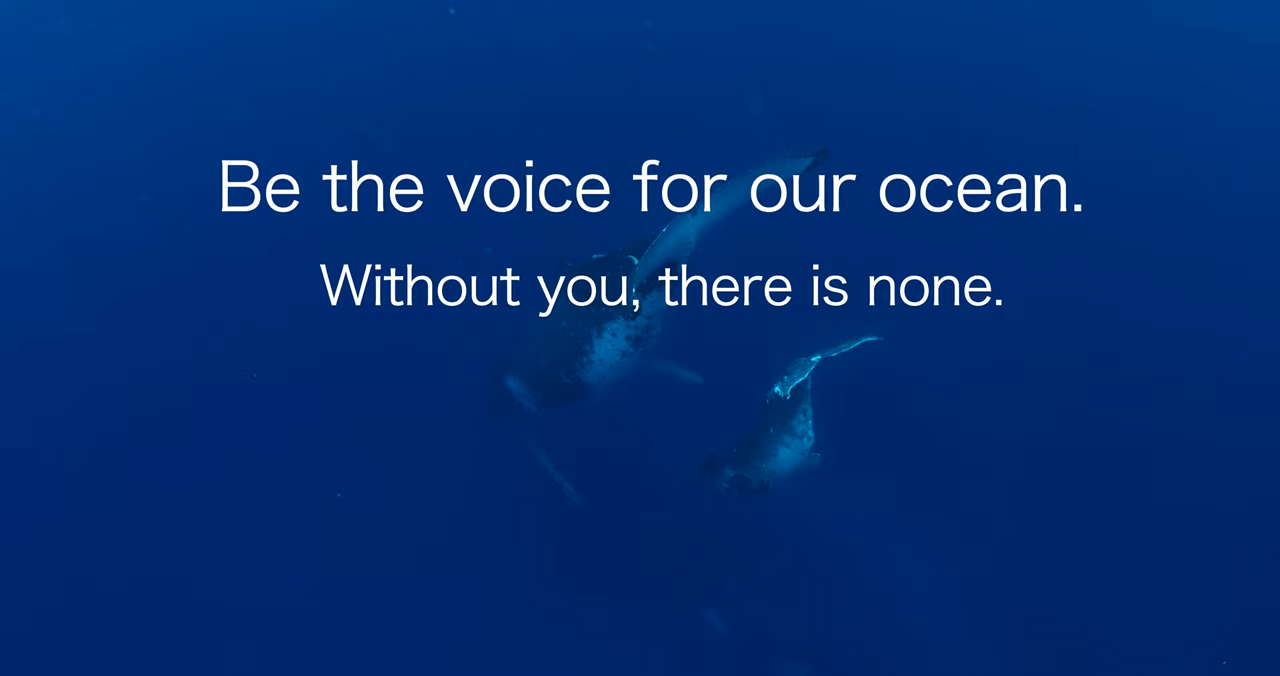 Be the voice for our ocean.
Without you, there is none.